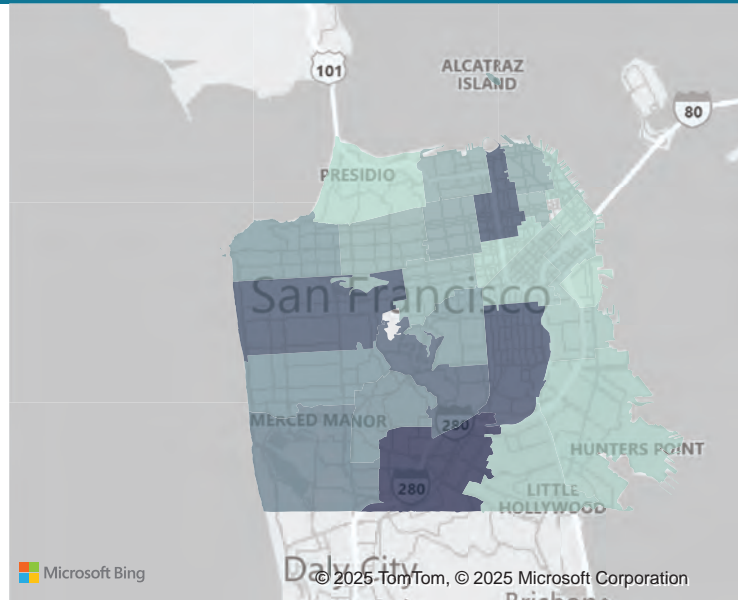 101
ALCATRAZ
ISLAND
80
PRESIDIO
San Francisco
MERCED MANOR
280
HUNTERS POINT
280
LITTLE
HOLLYWOOD
Daly City
Microsoft Bing
© 2025 TomTom, © 2025 Microsoft Corporation
Brisbane